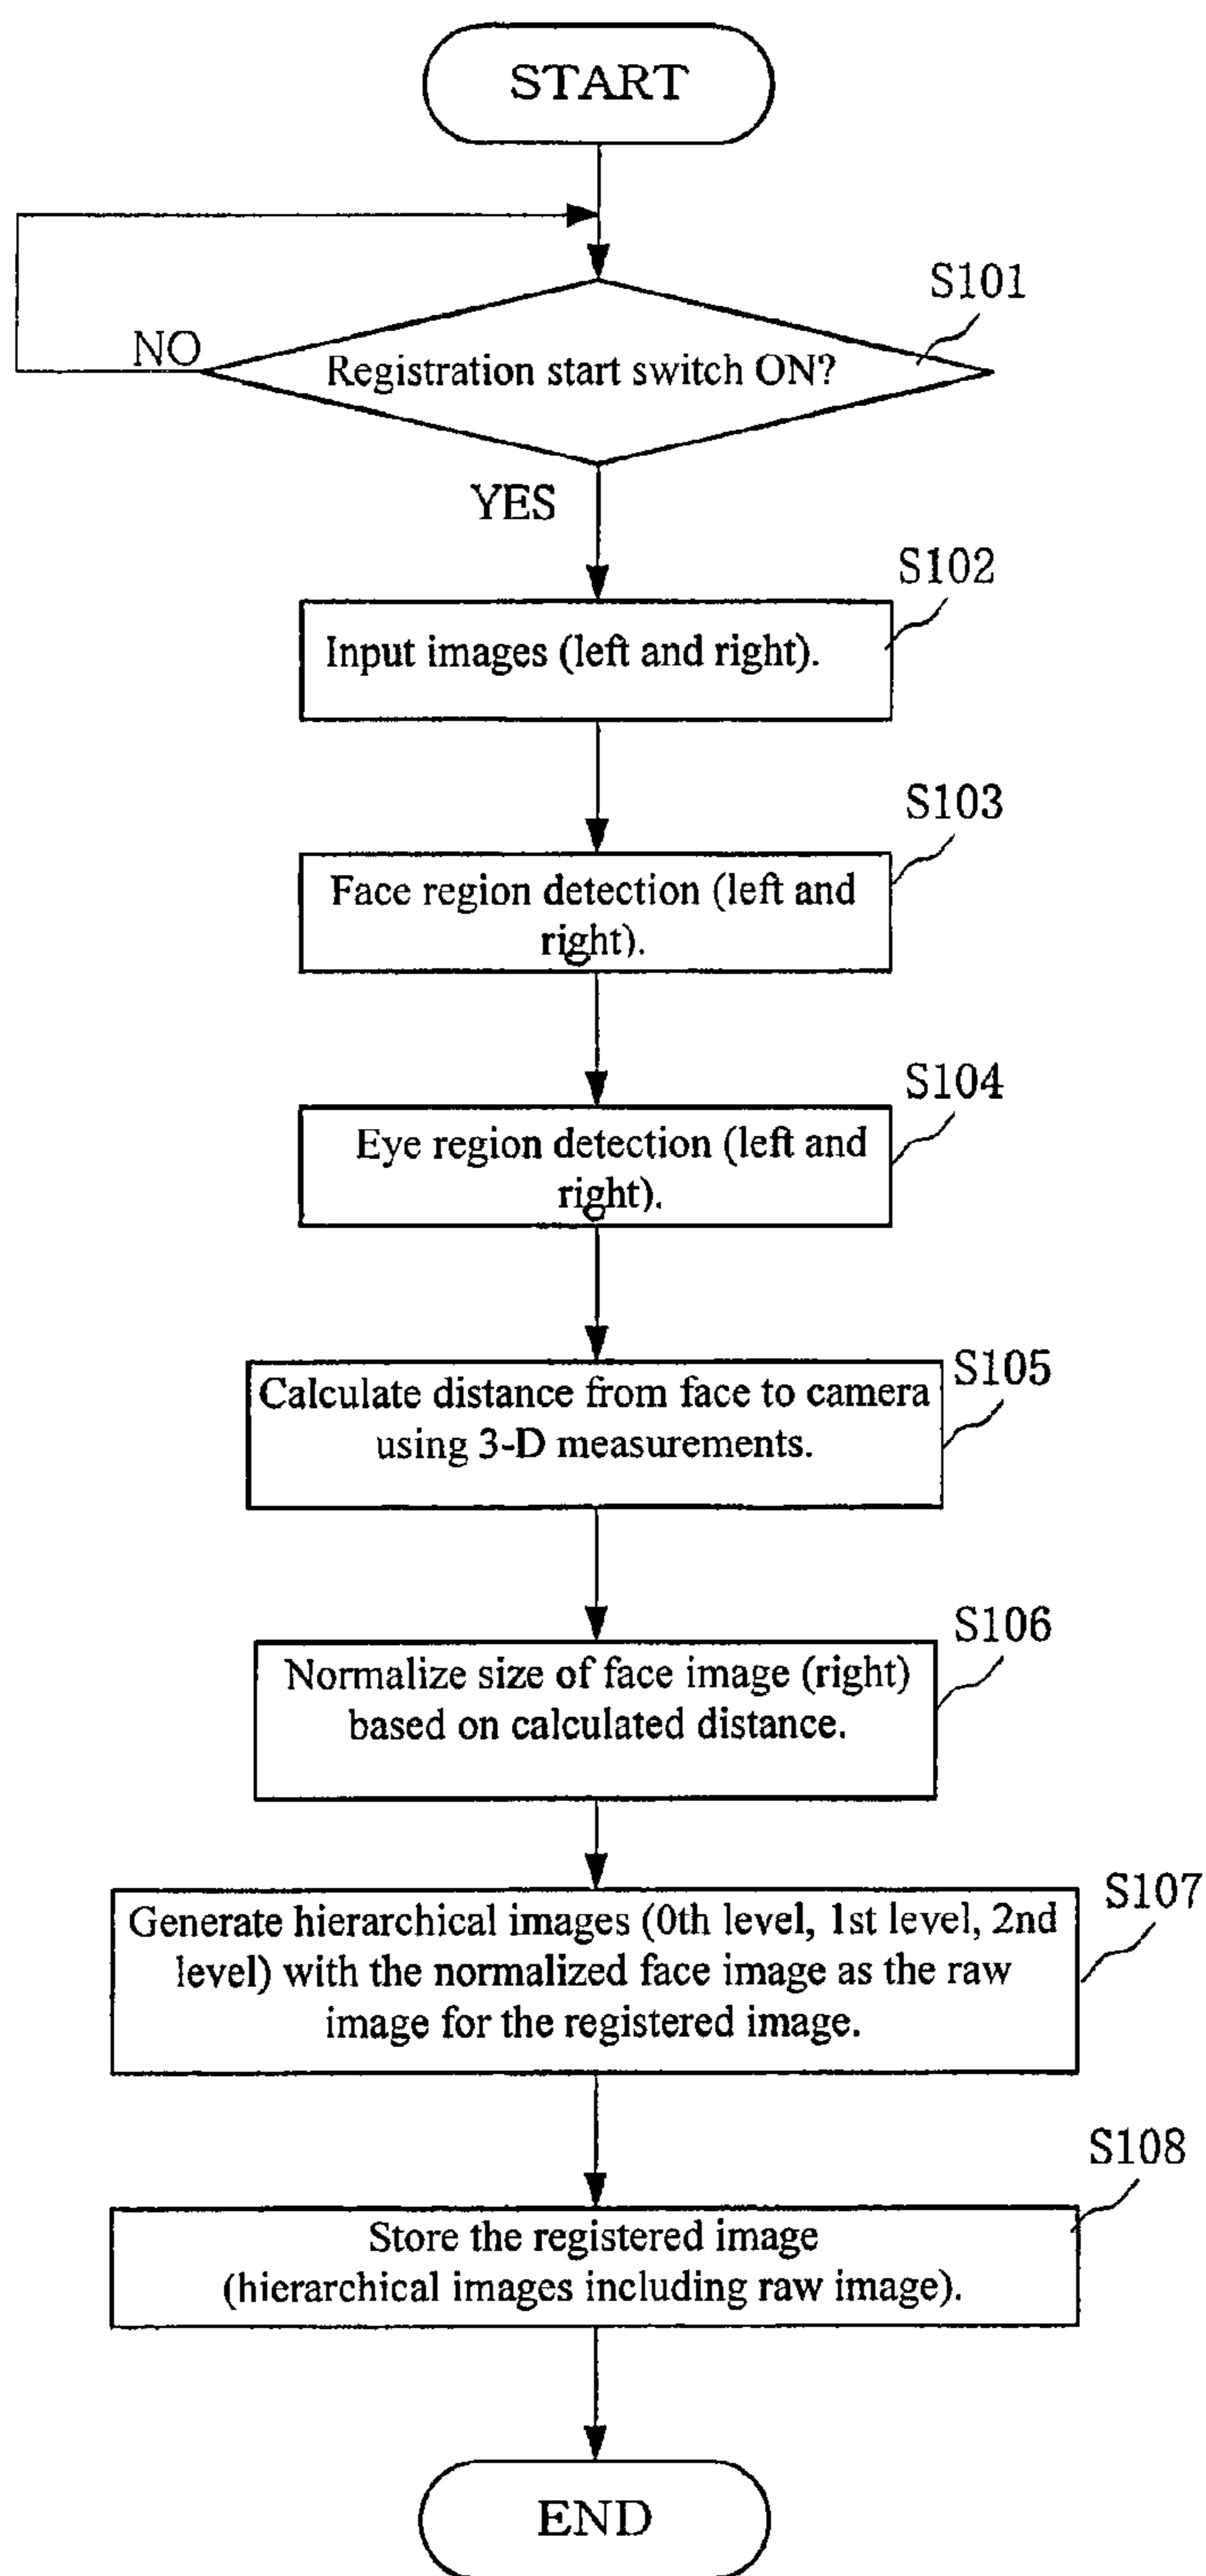 START
S101
NO
Registration start switch ON?
YES
S102
Input images (left and right).
S103
Face region detection (left and
right).
S104
Eye region detection (left and
right).
S105
Calculate distance from face to camera
using 3-D measurements.
S106
Normalize size of face image (right)
based on calculated distance.
S107
Generate hierarchical images (0th level, 1st level, 2nd
level) with the normalized face image as the raw
image for the registered image.
S108
Store the registered image
(hierarchical images including raw image).
END